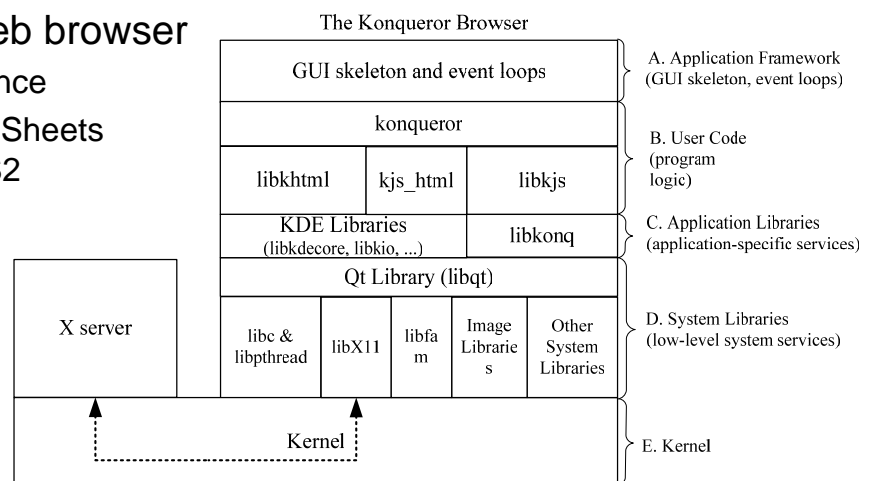 eb browser
nce
Sheets
S2
The Konqueror Browser
GUI skeleton and event loops
A. Application Framework
(GUI skeleton, event loops)
konqueror
libkhtml
kjs_html
libkjs
B. User Code
(program
logic)
KDE Libraries
(libkdecore, libkio, ...)
libkonq
C. Application Libraries
(application-specific services)
Qt Library (libqt)
X server
libc &
libpthread
libX11
libfa
m
Image
Librarie
s
Other
System
Libraries
D. System Libraries
(low-level system services)
Kernel
E. Kernel